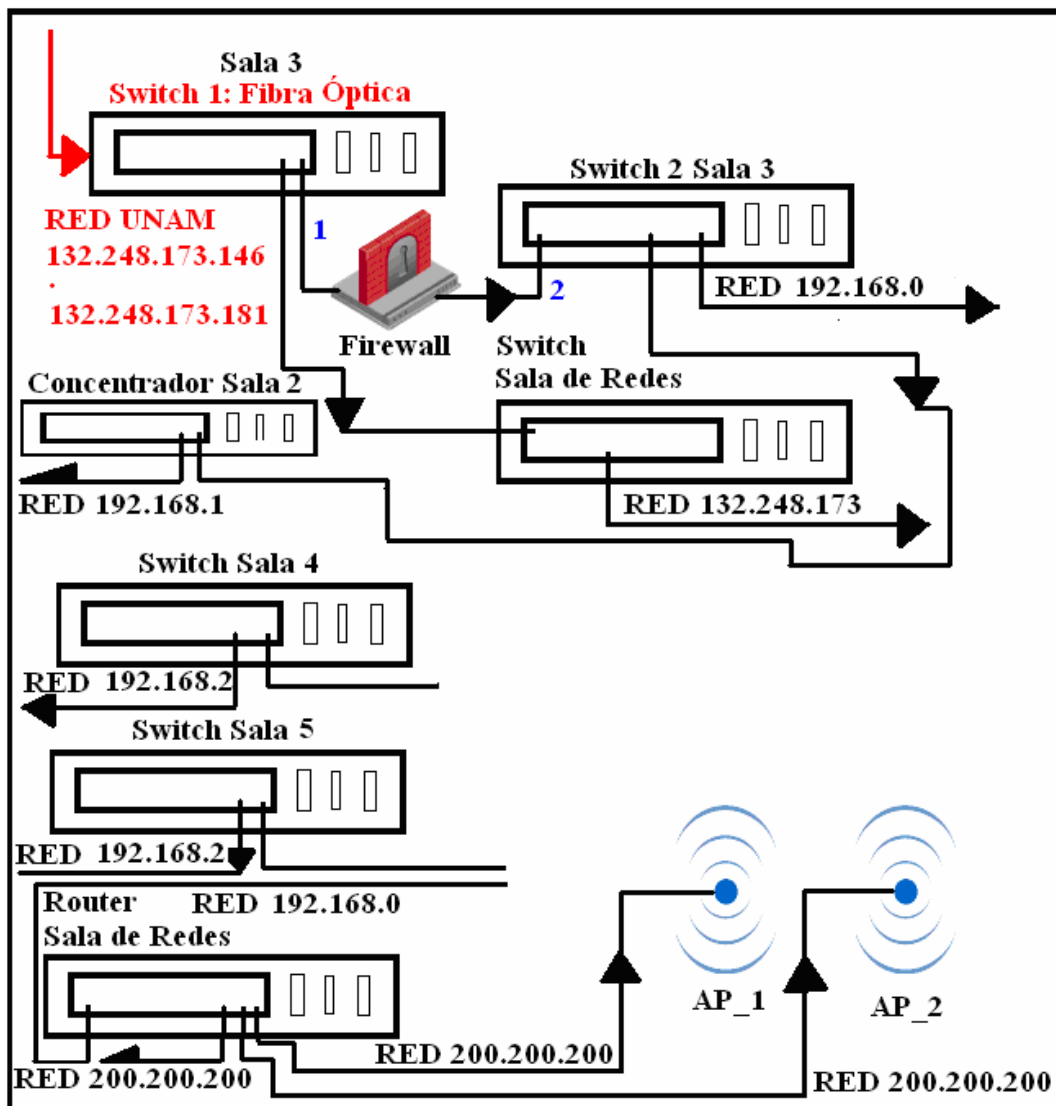 Sala 3
Switch 1: Fibra Óptica
Switch 2 Sala 3
RED UNAM
132.248.173.146
.
132.248.173.181
1
2
RED 192.168.0
Firewall
Switch
Sala de Redes
Concentrador Sala 2
RED 192.168.1
RED 132.248.173
Switch Sala 4
RED 192.168.2
Switch Sala 5
RED 192.168.2
Router
RED 192.168.0
Sala de Redes
AP_1
AP_2
RED 200.200.200
RED 200.200.200
RED 200.200.200